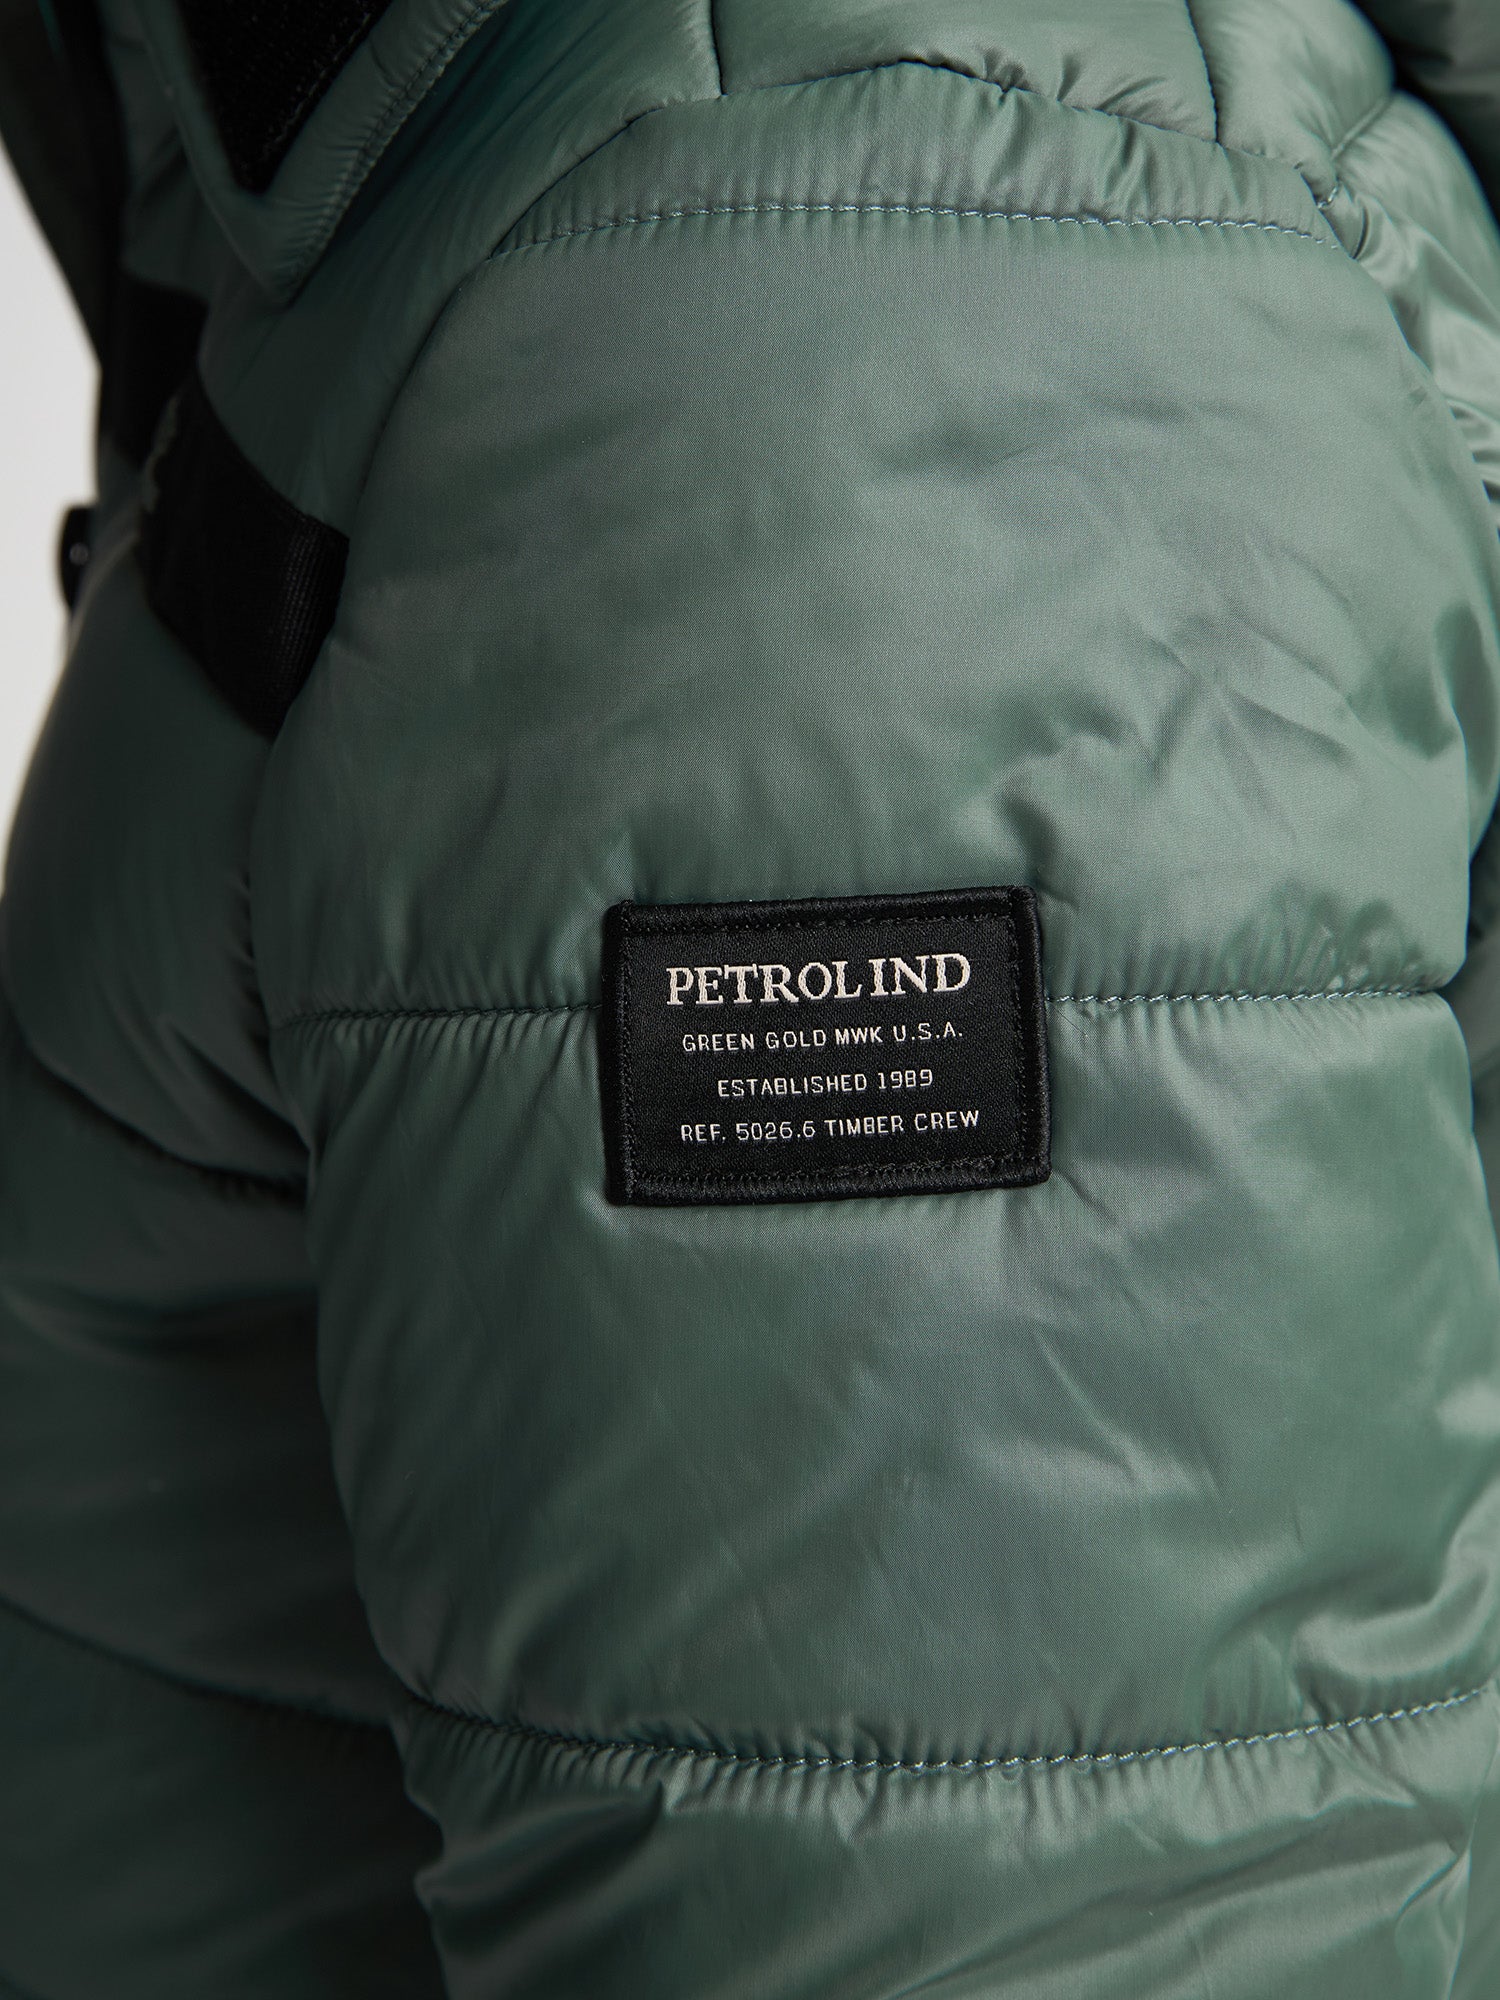 PETROL IND
GREEN GOLD MWK U.S.A.
ESTABLISHED 1989
REF. 5026.6 TIMBER CREW